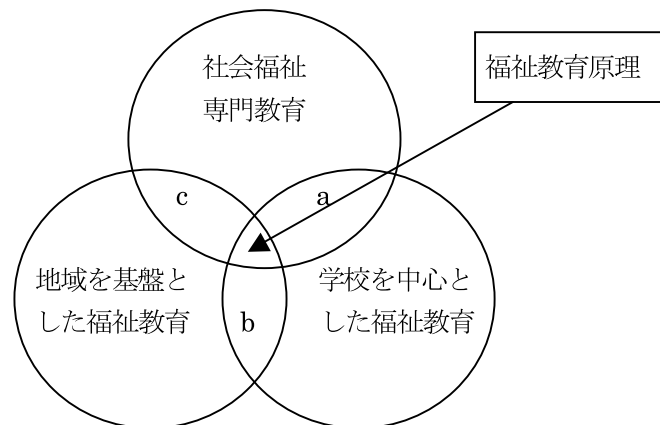 社会福祉
専門教育
福祉教育原理
c
a
地域を基盤と
した福祉教育
b
学校を中心と
した福祉教育